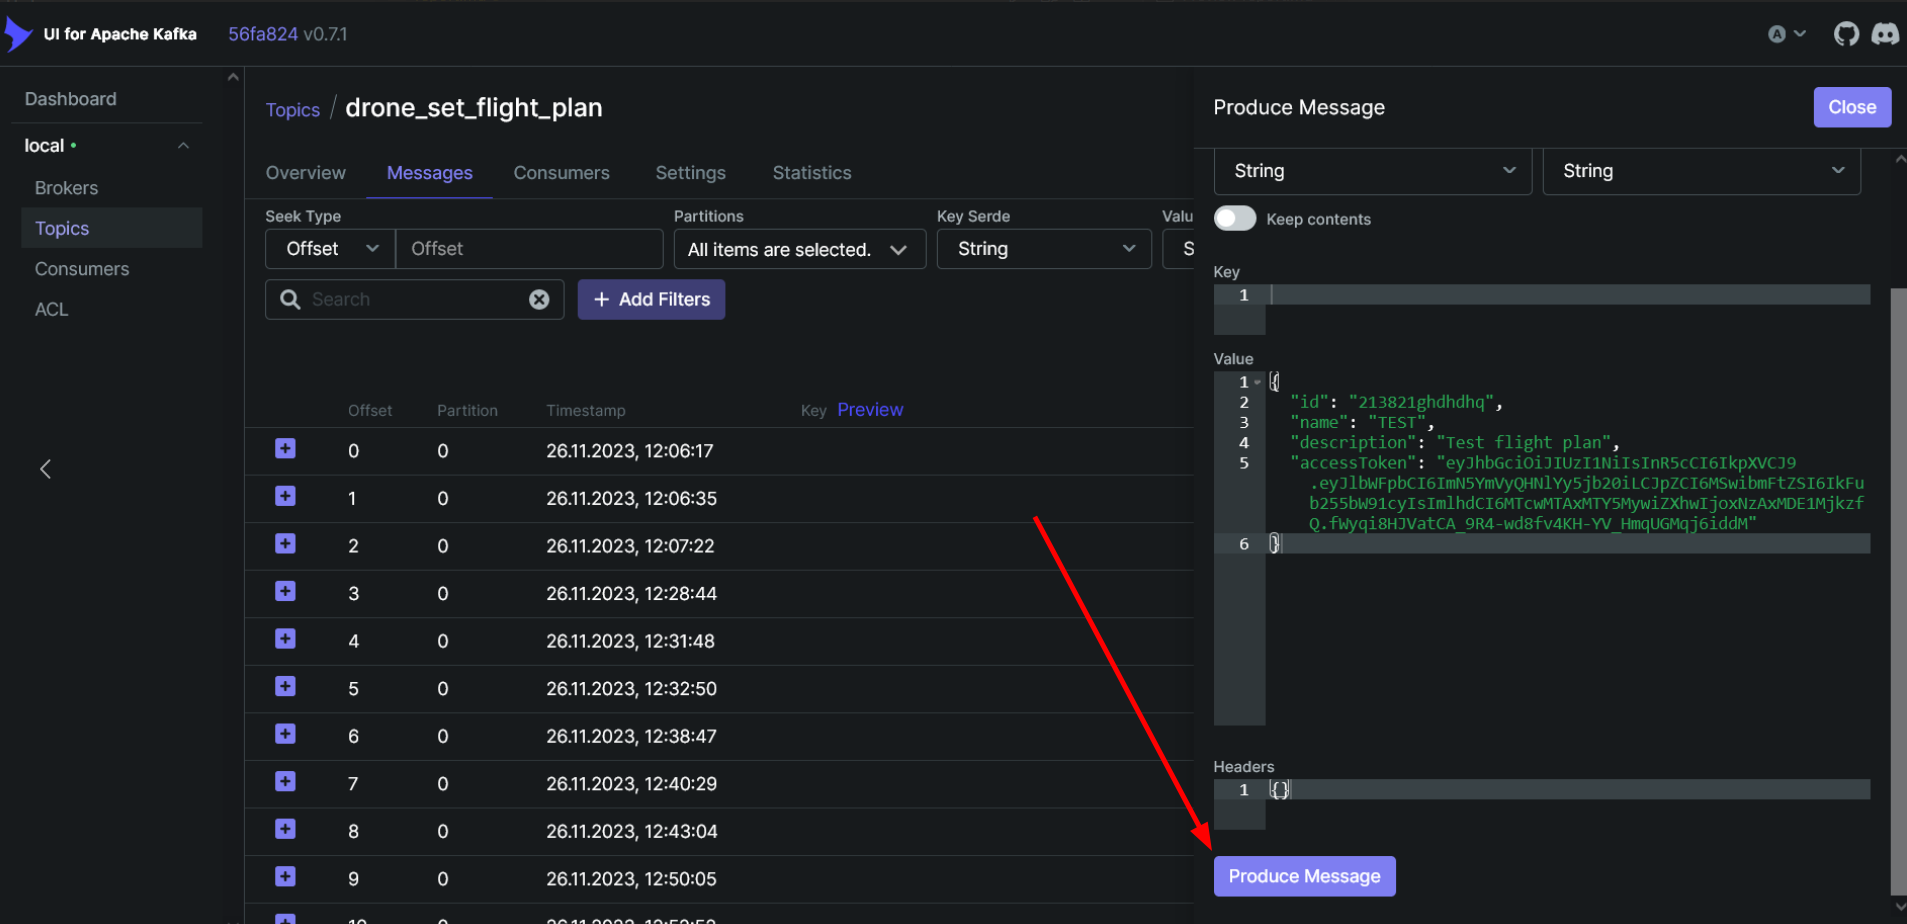 UI for Apache Kafka 56fa824 v0.7.1 A
Dashboard
local
Brokers
Topics
Consumers
ACL
Topics / drone_set_flight_plan
Overview Messages Consumers Settings Statistics
Seek Type Partitions Key Serde Valu
Offset Offset All items are selected. String S
Search + Add Filters
Offset Partition Timestamp Key Preview
0 0 26.11.2023, 12:06:17
1 0 26.11.2023, 12:06:35
2 0 26.11.2023, 12:07:22
3 0 26.11.2023, 12:28:44
4 0 26.11.2023, 12:31:48
5 0 26.11.2023, 12:32:50
6 0 26.11.2023, 12:38:47
7 0 26.11.2023, 12:40:29
8 0 26.11.2023, 12:43:04
9 0 26.11.2023, 12:50:05
Produce Message Close
String String
Keep contents
Key
1
Value
1 {
2 "id": "213821ghdhdhq",
3 "name": "TEST",
4 "description": "Test flight plan",
5 "accessToken": "eyJhbGciOiJIUzI1NiIsInR5cCI6IkpXVCJ9
.eyJlbWFpbCI6ImN5YmVyQHNlYy5jb20iLCJpZCI6MSwibmFtZSI6IkFu
b255bW91cyIsImlhdCI6MTcwMTAxMTY5MywiZXhwIjoxNzAxMDE1Mjkzf
Q.fWyqi8HJVatCA_9R4-wd8fv4KH-YV_HmqUGMqj6iddM"
6 }
Headers
1 {}
Produce Message